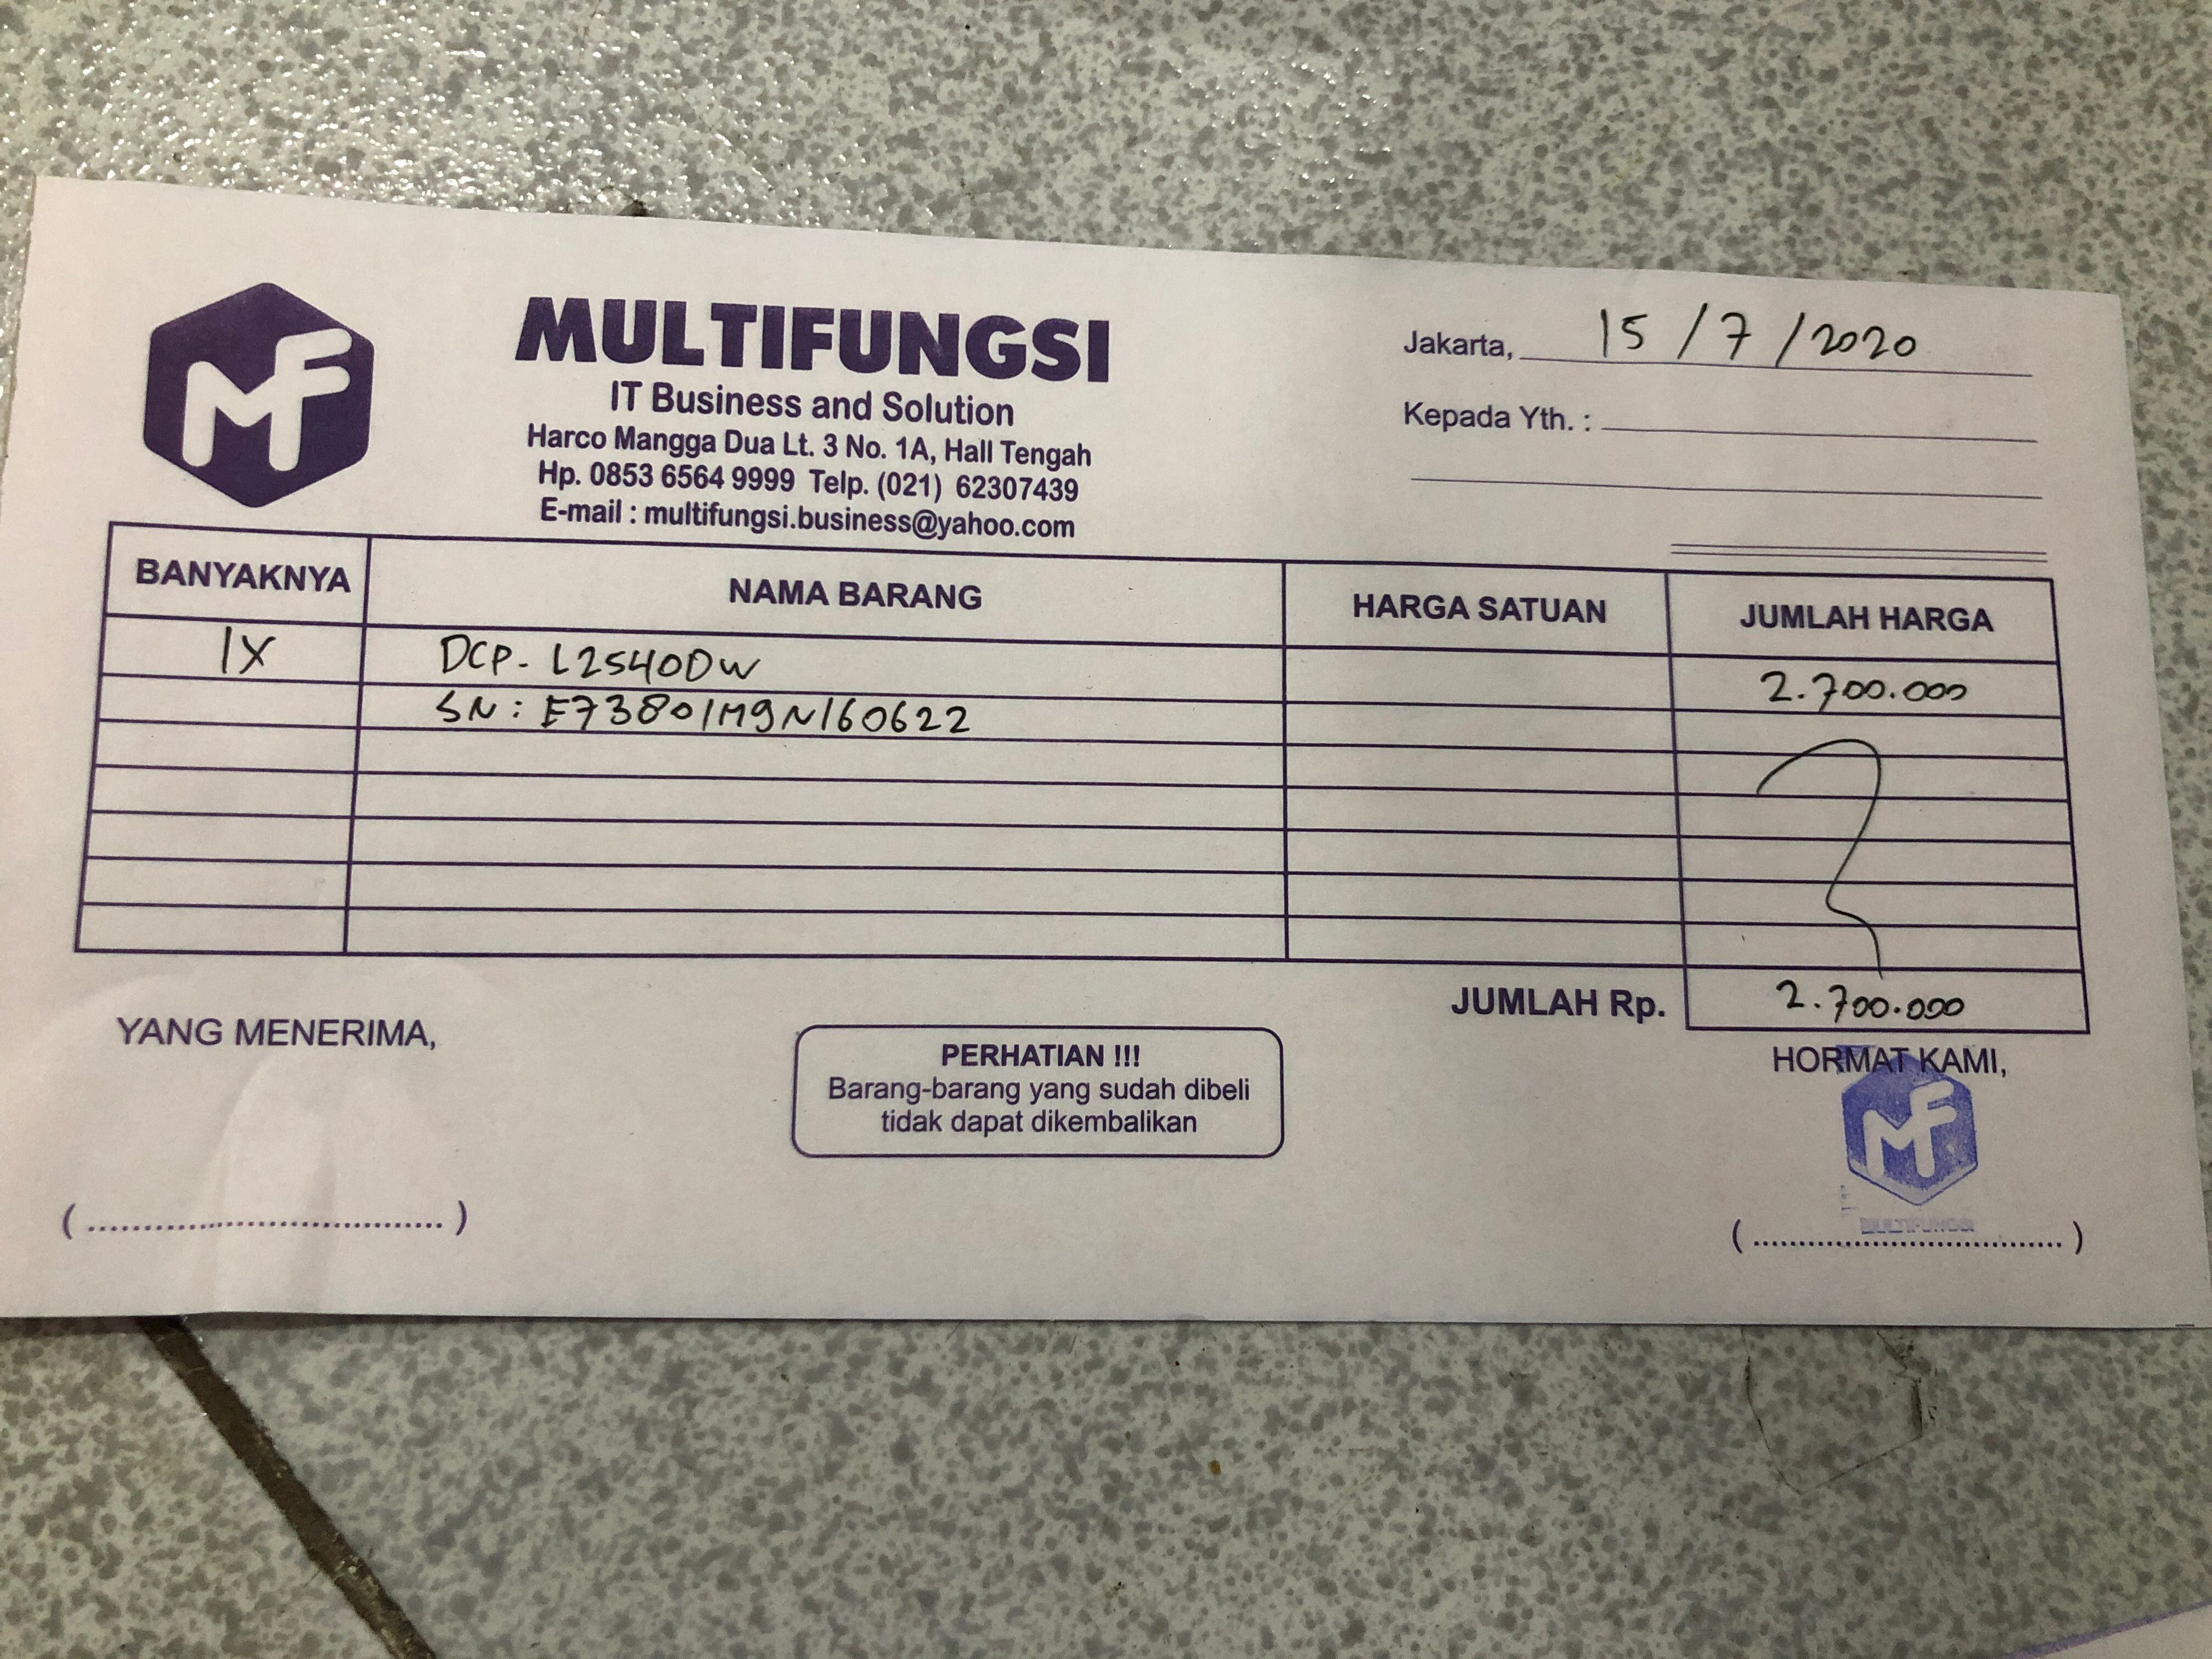 MF
MULTIFUNGSI
IT Business and Solution
Harco Mangga Dua Lt. 3 No. 1A, Hall Tengah
Hp. 0853 6564 9999 Telp. (021) 62307439
E-mail : multifungsi.business@yahoo.com
Jakarta, 15/7/2020
Kepada Yth. :
BANYAKNYA NAMA BARANG HARGA SATUAN JUMLAH HARGA
1X DCP-L2540DW 2.700.000
SN: E73801M9N160622
JUMLAH Rp. 2.700.000
YANG MENERIMA,
PERHATIAN !!!
Barang-barang yang sudah dibeli
tidak dapat dikembalikan
HORMAT KAMI,
MF
MULTIFUNGSI
(........................................)
(........................................)